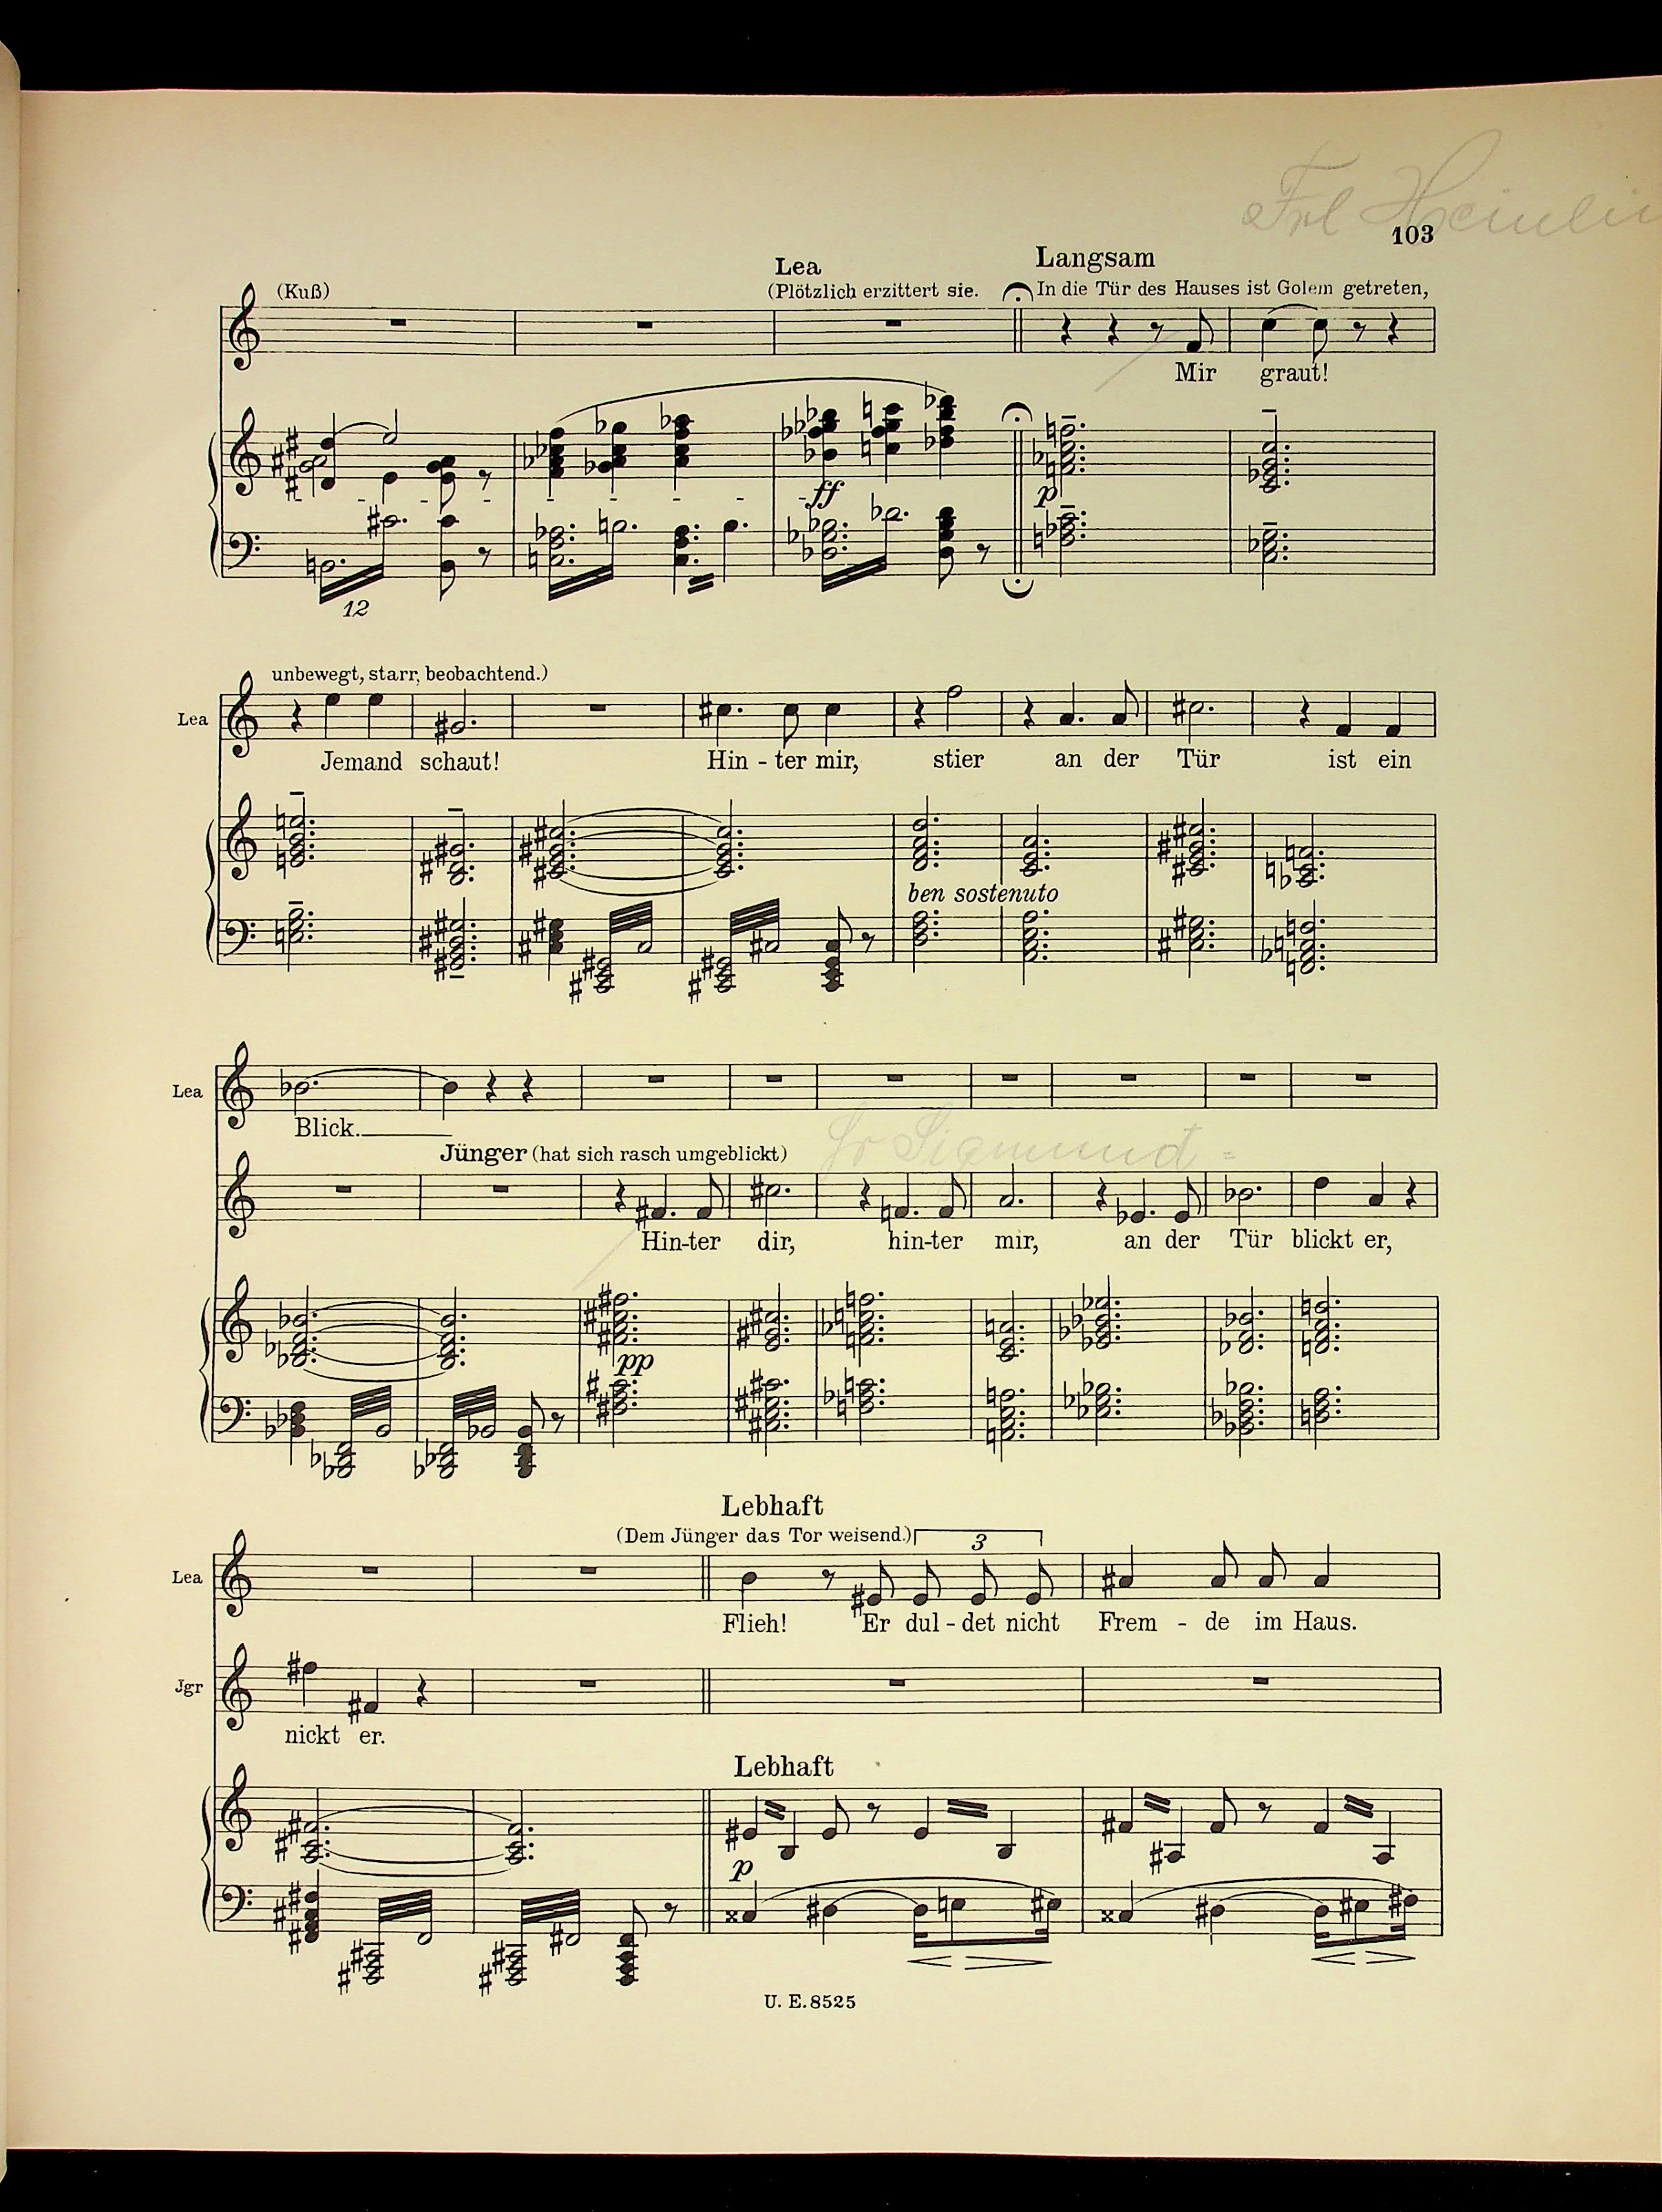 Frl Heinlein
103
Lea
Langsam
(Kuß)
(Plötzlich erzittert sie. In die Tür des Hauses ist Golem getreten,
Mir graut!
ff
p
12
unbewegt, starr, beobachtend.)
Lea
Jemand schaut! Hin - ter mir, stier an der Tür ist ein
ben sostenuto
Lea
Blick.
Hr Sigmund
Jünger (hat sich rasch umgeblickt)
Hin-ter dir, hin-ter mir, an der Tür blickt er,
pp
Lebhaft
(Dem Jünger das Tor weisend.)
3
Lea
Flieh! Er dul - det nicht Frem - de im Haus.
Jgr
nickt er.
Lebhaft
p
U. E. 8525